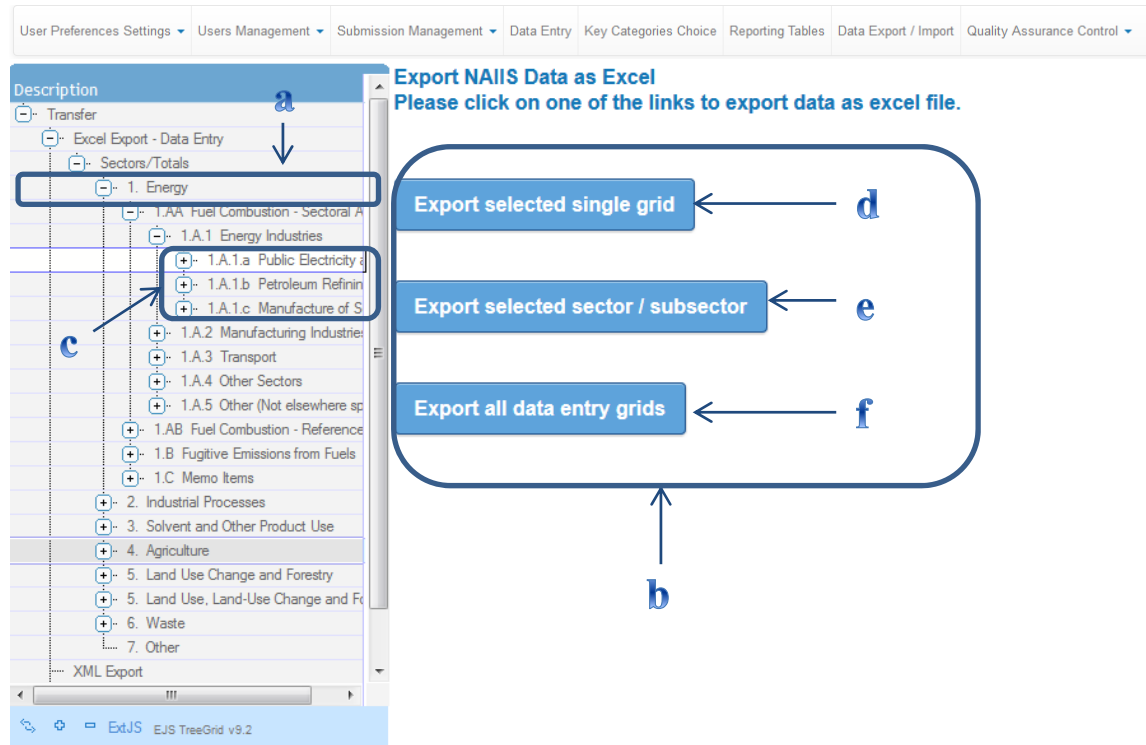 User Preferences Settings Users Management Submission Management Data Entry Key Categories Choice Reporting Tables Data Export / Import Quality Assurance Control
Description
Transfer
Excel Export - Data Entry
Sectors/Totals
1. Energy
1.AA Fuel Combustion - Sectoral A
1.A.1 Energy Industries
1.A.1.a Public Electricity a
1.A.1.b Petroleum Refinin
1.A.1.c Manufacture of S
1.A.2 Manufacturing Industries
1.A.3 Transport
1.A.4 Other Sectors
1.A.5 Other (Not elsewhere sp
1.AB Fuel Combustion - Reference
1.B Fugitive Emissions from Fuels
1.C Memo Items
2. Industrial Processes
3. Solvent and Other Product Use
4. Agriculture
5. Land Use Change and Forestry
5. Land Use, Land-Use Change and Fo
6. Waste
7. Other
XML Export
ExtJS EJS TreeGrid v9.2
a
c
Export NAIIS Data as Excel
Please click on one of the links to export data as excel file.
Export selected single grid
d
Export selected sector / subsector
e
Export all data entry grids
f
b